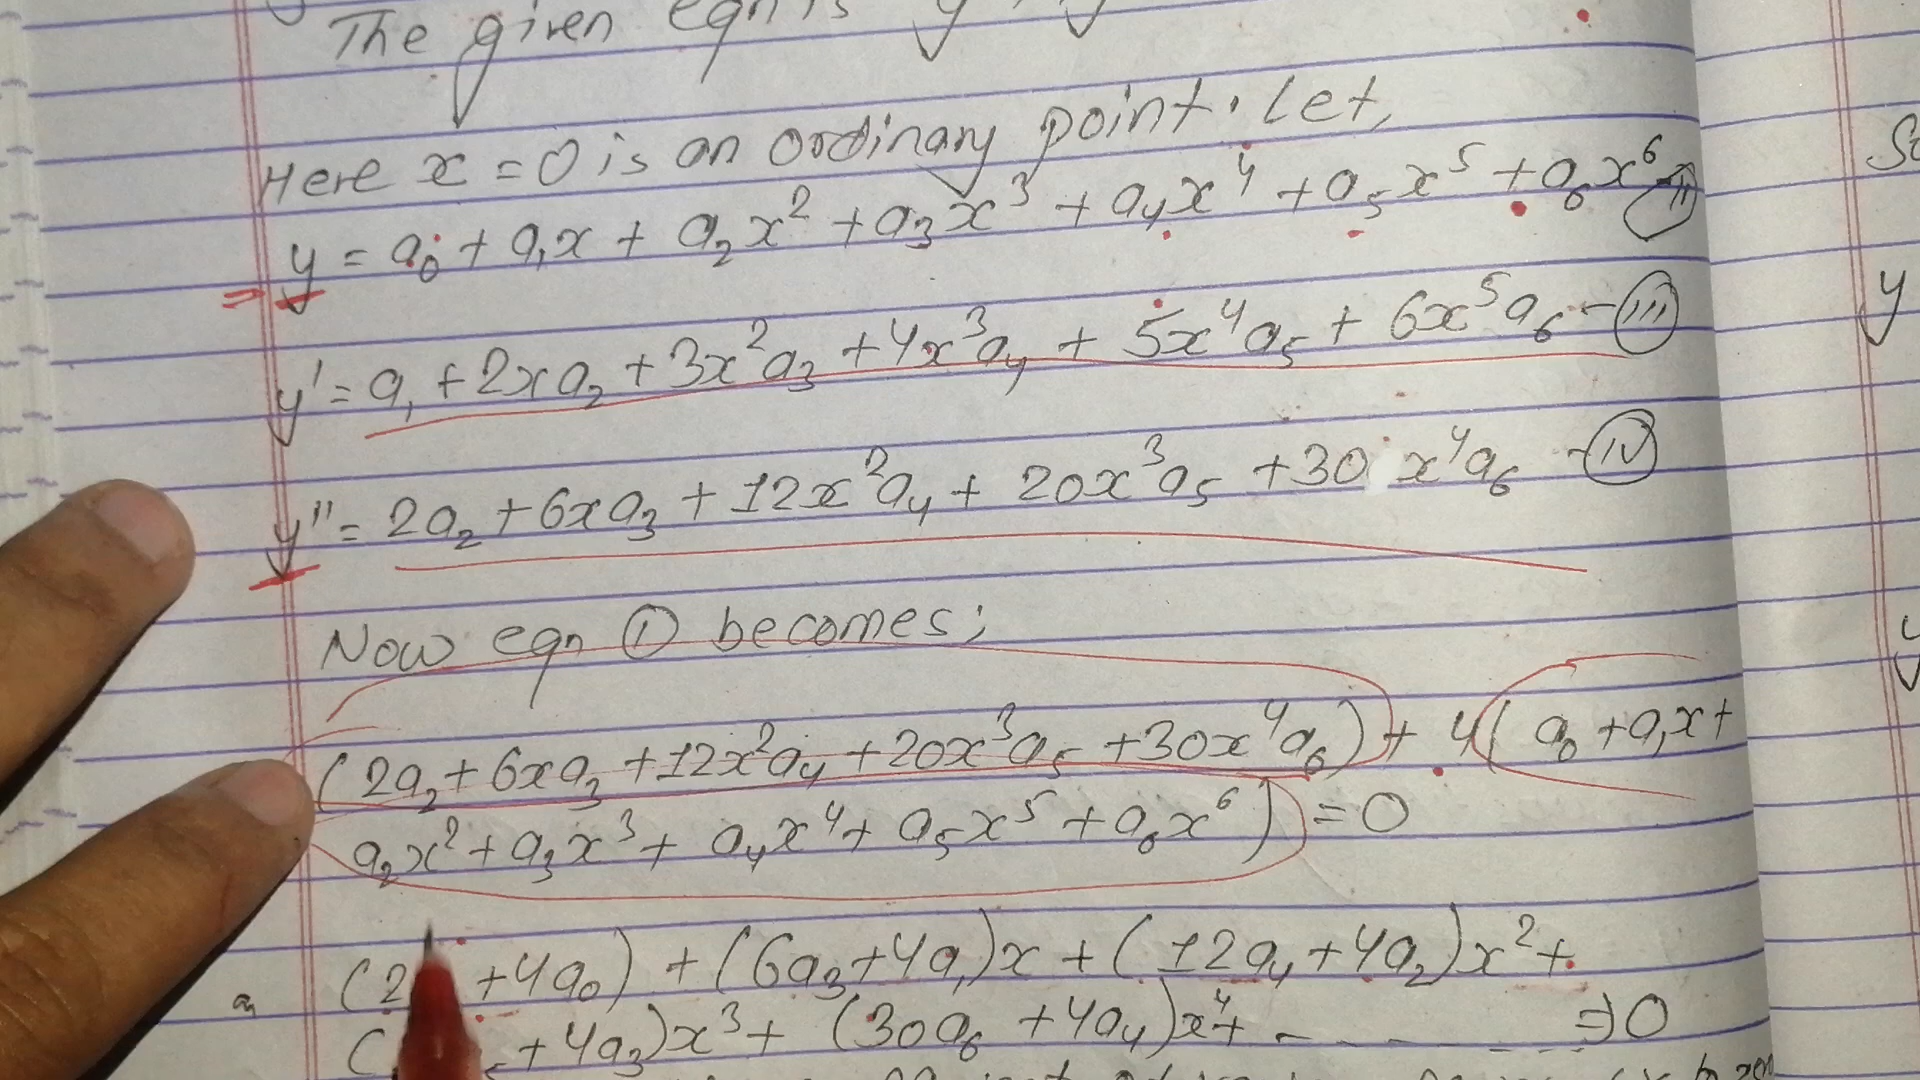 The given eqn is
Here x = 0 is an ordinary point. Let,
y = a₀ + a₁x + a₂x² + a₃x³ + a₄x⁴ + a₅x⁵ + a₆x⁶ - (ii)
y' = a₁ + 2xa₂ + 3x²a₃ + 4x³a₄ + 5x⁴a₅ + 6x⁵a₆ - (iii)
y'' = 2a₂ + 6xa₃ + 12x²a₄ + 20x³a₅ + 30x⁴a₆ - (iv)
Now eqn (i) becomes;
(2a₂ + 6xa₃ + 12x²a₄ + 20x³a₅ + 30x⁴a₆) + 4(a₀ + a₁x +
a₂x² + a₃x³ + a₄x⁴ + a₅x⁵ + a₆x⁶) = 0
(2 + 4a₀) + (6a₃ + 4a₁)x + (12a₄ + 4a₂)x² +
( + 4a₃)x³ + (30a₆ + 4a₄)x⁴ + - - - - - - ⇒ 0
y
y